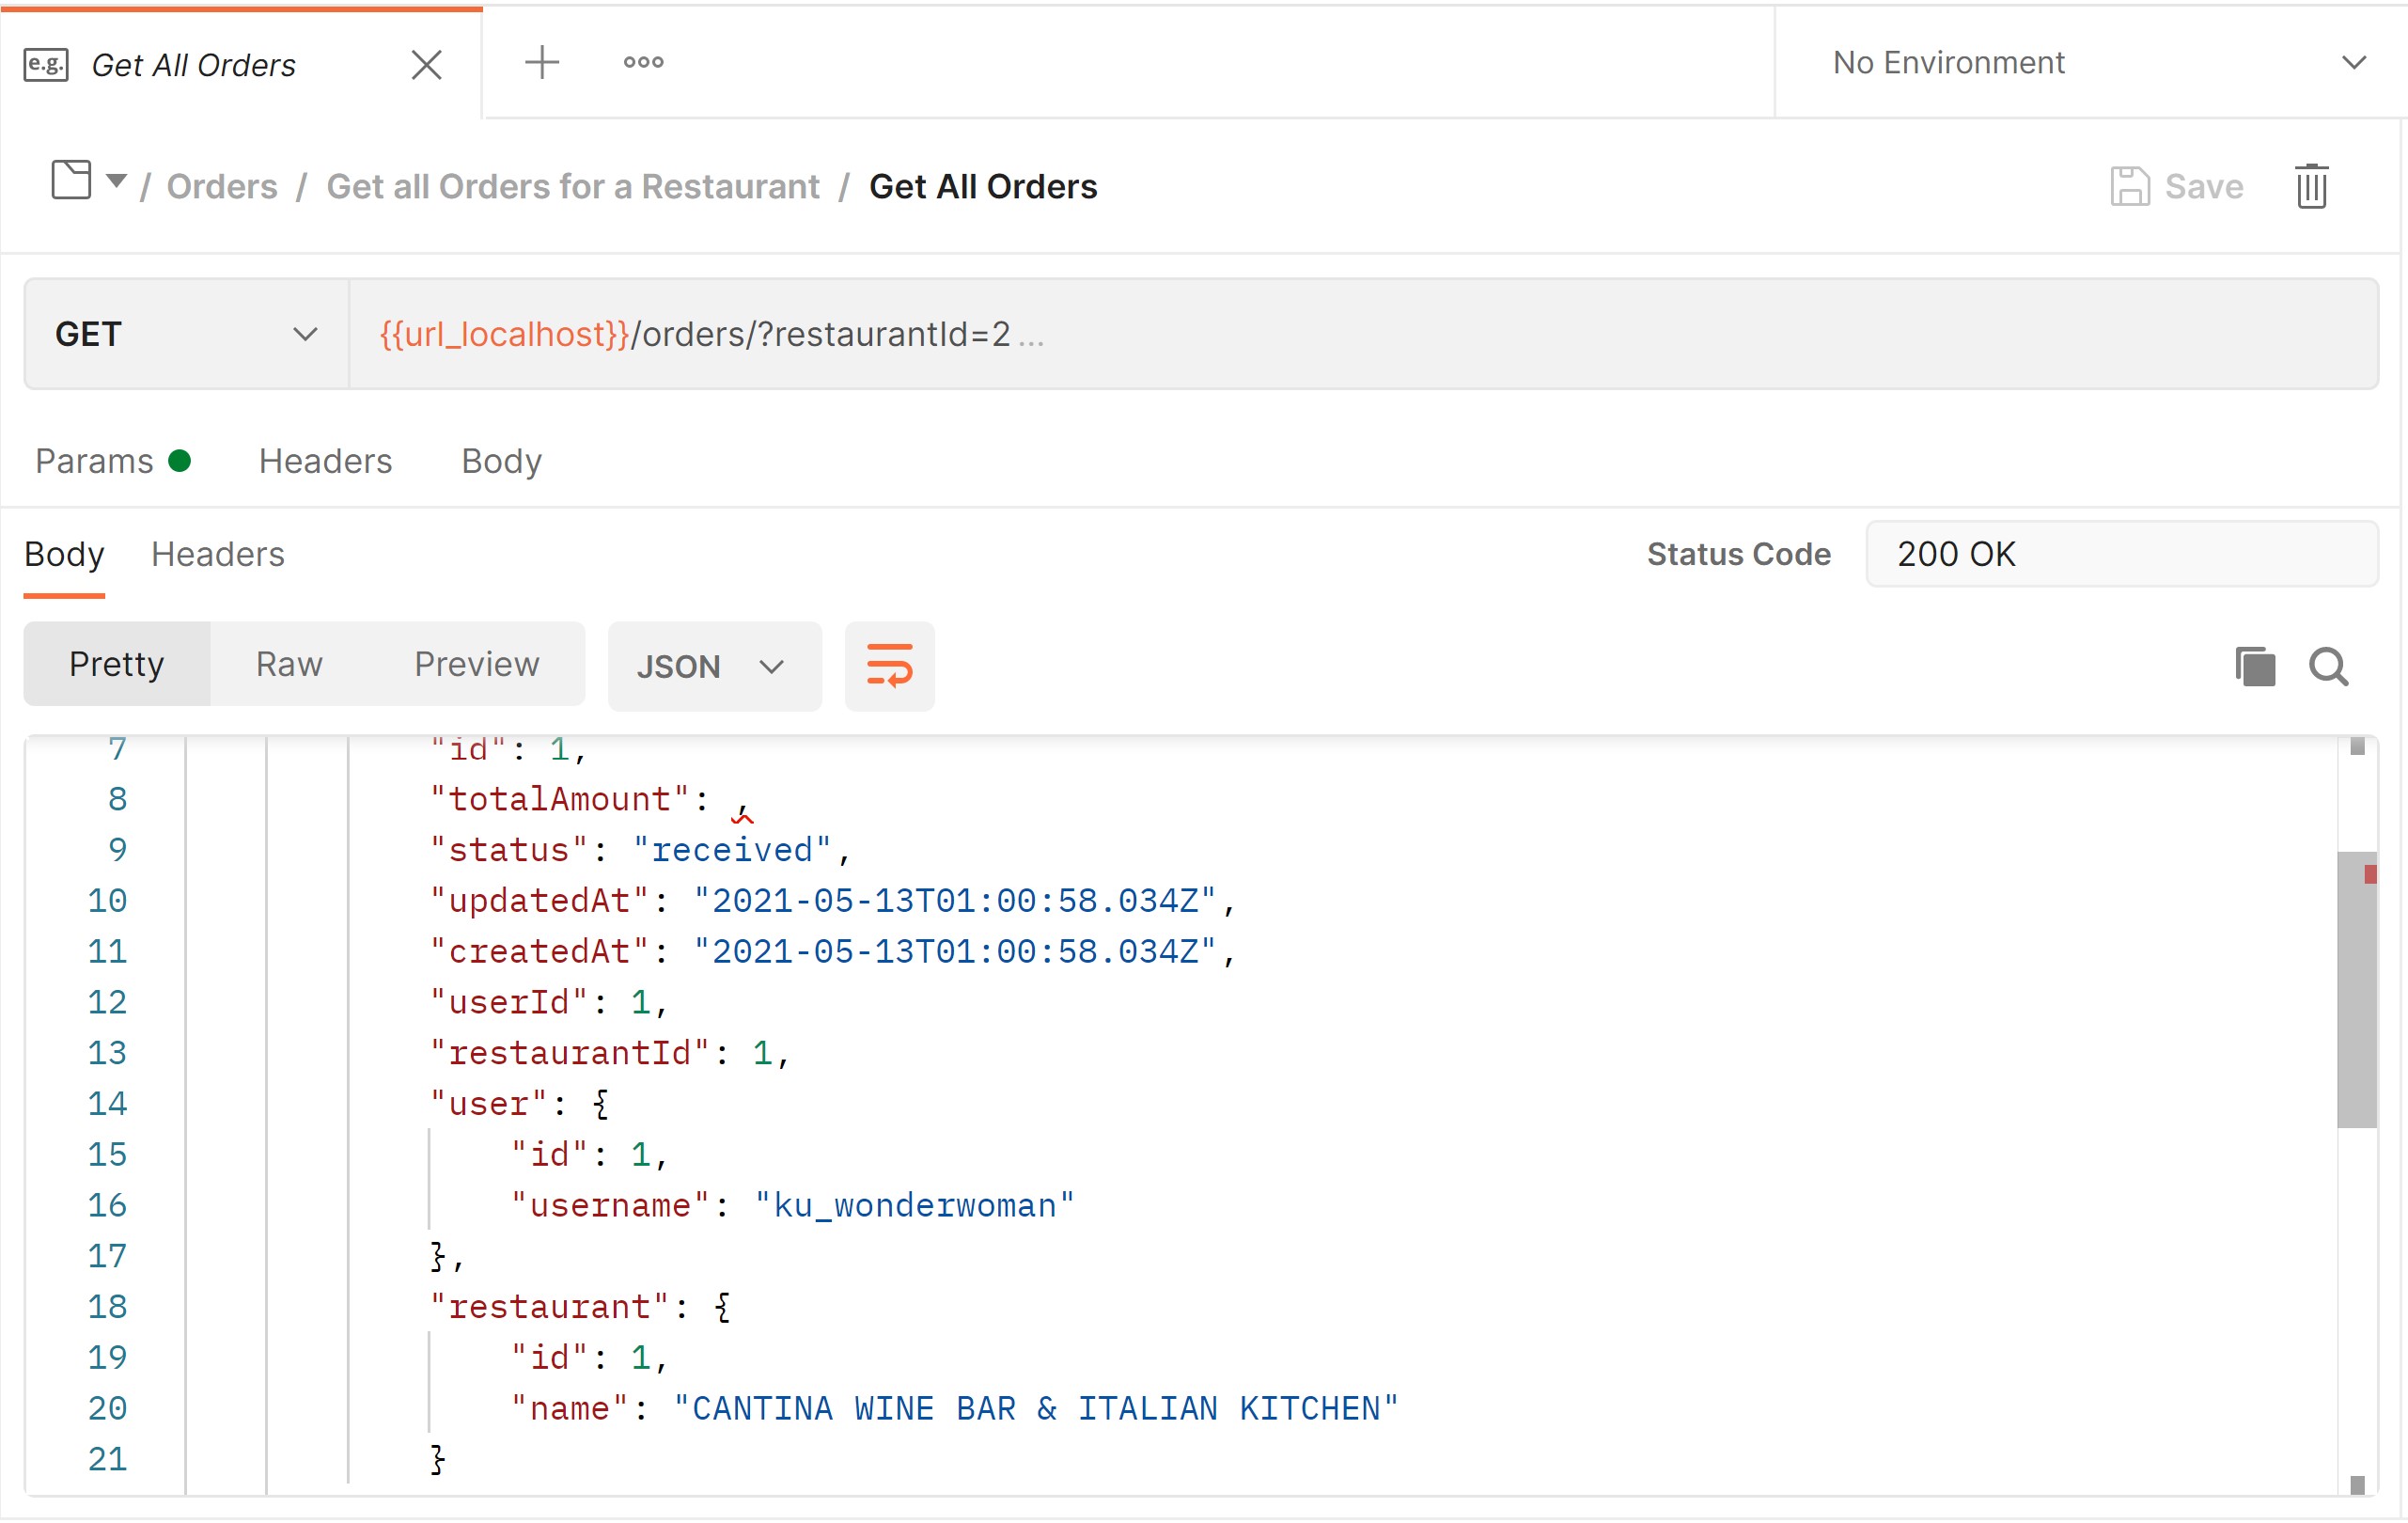 e.g. Get All Orders No Environment
/ Orders / Get all Orders for a Restaurant / Get All Orders Save
GET {{url_localhost}}/orders/?restaurantId=2 ...
Params Headers Body
Body Headers Status Code 200 OK
Pretty Raw Preview JSON
7 "id": 1,
8 "totalAmount": ,
9 "status": "received",
10 "updatedAt": "2021-05-13T01:00:58.034Z",
11 "createdAt": "2021-05-13T01:00:58.034Z",
12 "userId": 1,
13 "restaurantId": 1,
14 "user": {
15 "id": 1,
16 "username": "ku_wonderwoman"
17 },
18 "restaurant": {
19 "id": 1,
20 "name": "CANTINA WINE BAR & ITALIAN KITCHEN"
21 }